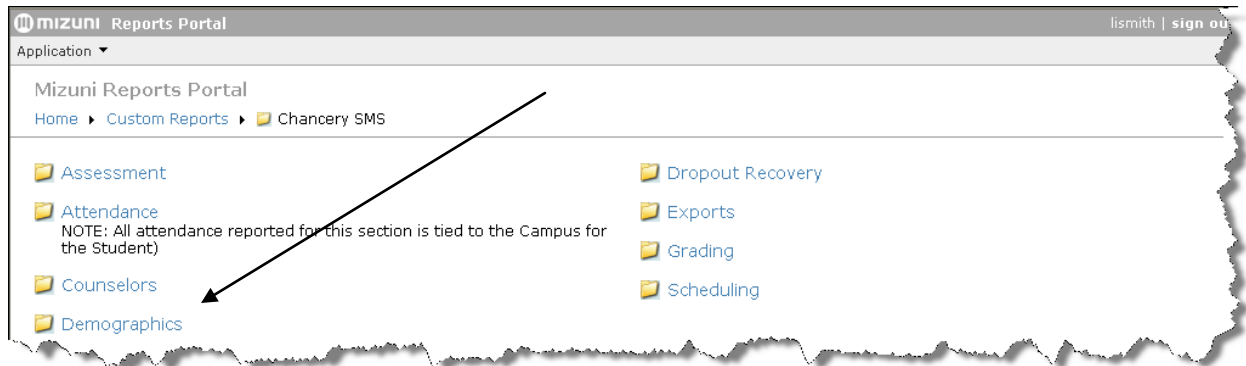 mizuni Reports Portal
lismith | sign ou
Application
Mizuni Reports Portal
Home Custom Reports Chancery SMS
Assessment
Attendance
NOTE: All attendance reported for this section is tied to the Campus for
the Student)
Counselors
Demographics
Dropout Recovery
Exports
Grading
Scheduling